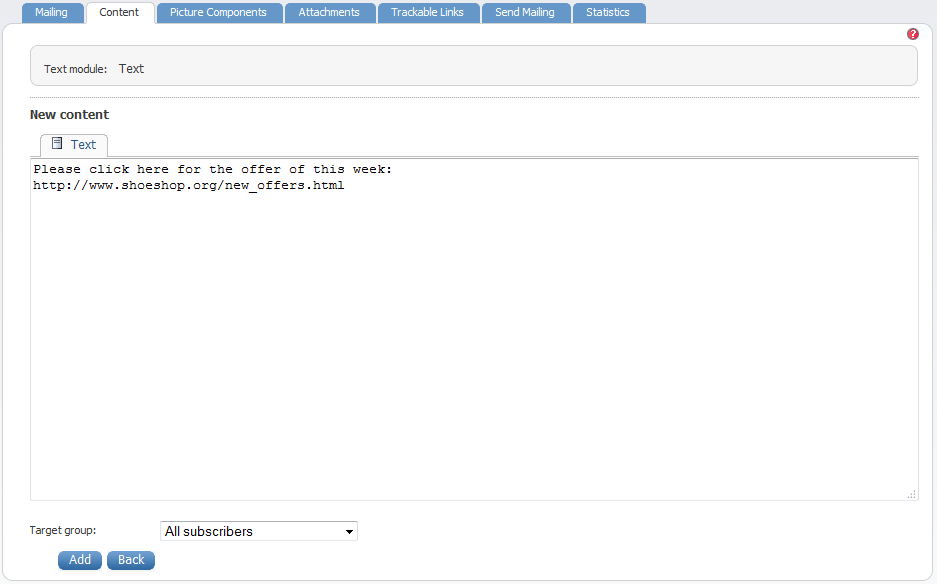 Mailing Content Picture Components Attachments Trackable Links Send Mailing Statistics
?
Text module: Text
New content
Text
Please click here for the offer of this week:
http://www.shoeshop.org/new_offers.html
Target group: All subscribers
Add Back